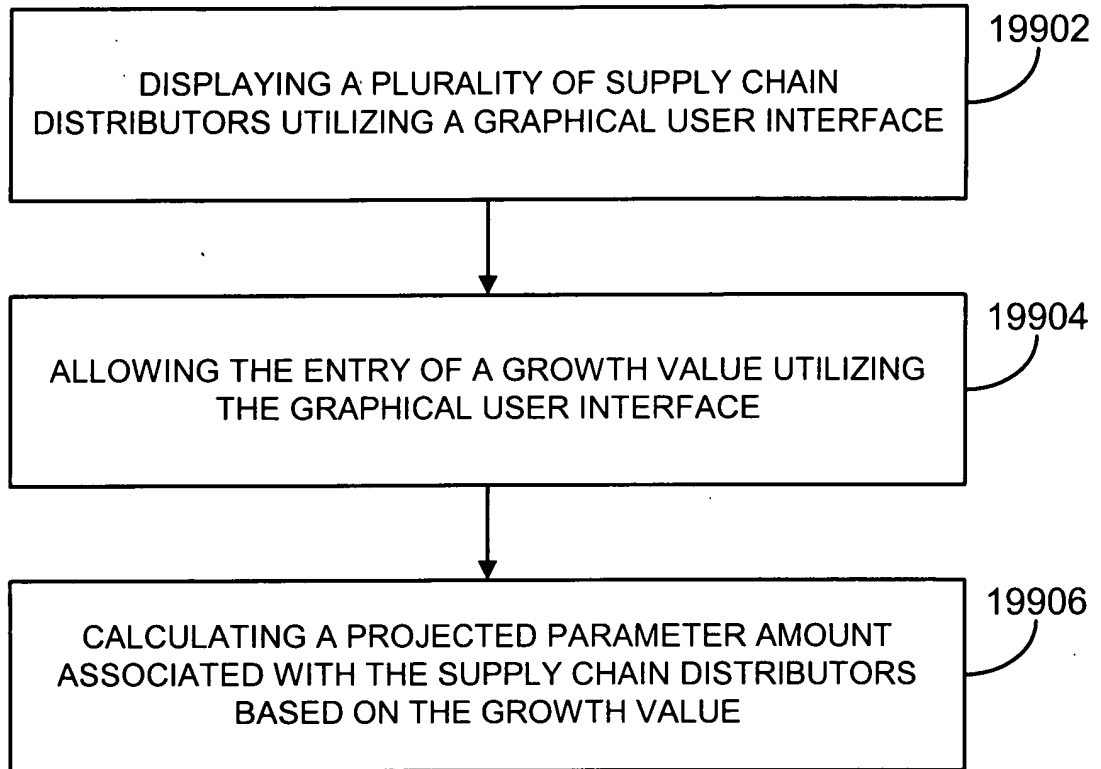 19902
DISPLAYING A PLURALITY OF SUPPLY CHAIN
DISTRIBUTORS UTILIZING A GRAPHICAL USER INTERFACE
19904
ALLOWING THE ENTRY OF A GROWTH VALUE UTILIZING
THE GRAPHICAL USER INTERFACE
19906
CALCULATING A PROJECTED PARAMETER AMOUNT
ASSOCIATED WITH THE SUPPLY CHAIN DISTRIBUTORS
BASED ON THE GROWTH VALUE